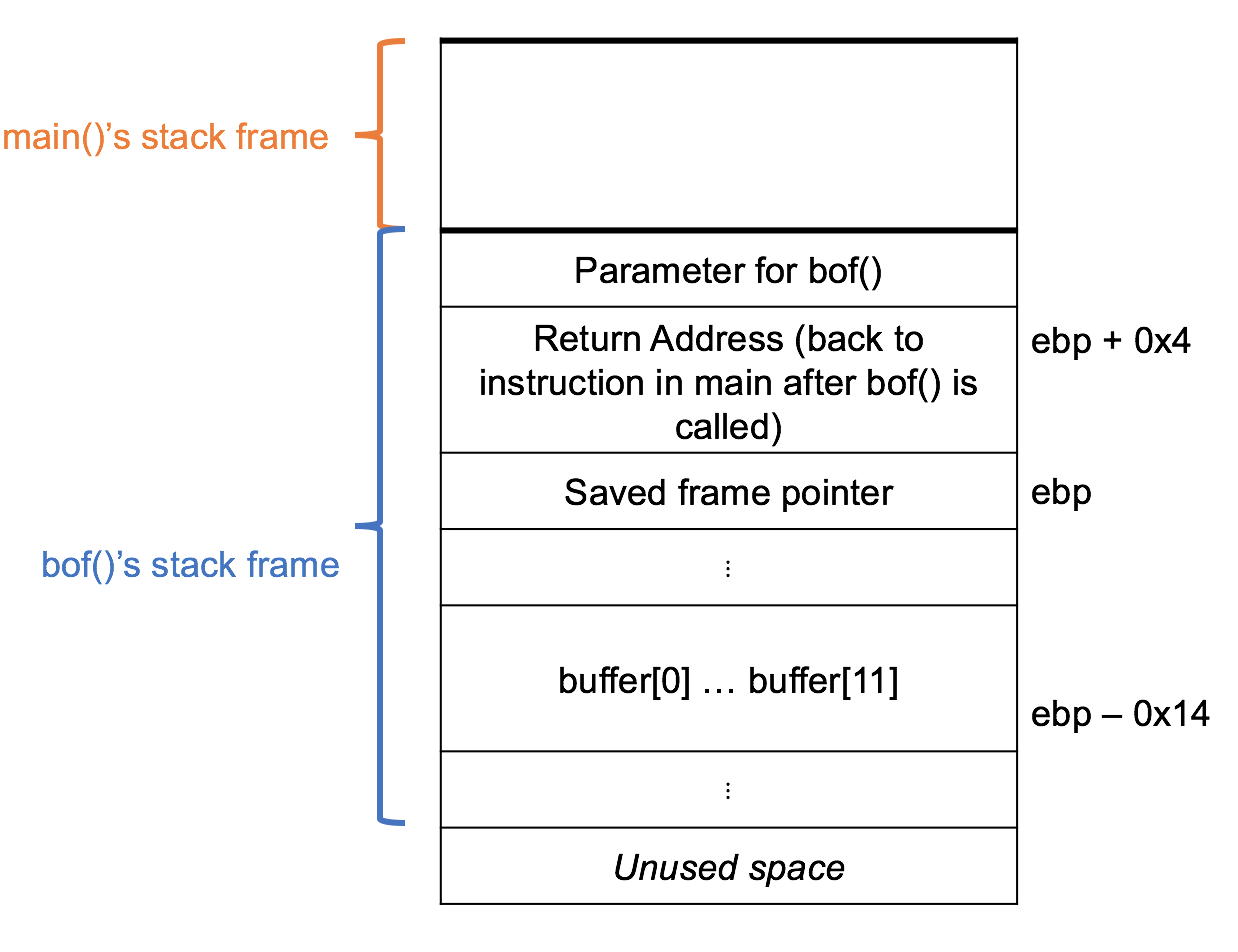 main()’s stack frame
Parameter for bof()
Return Address (back to
instruction in main after bof() is
called)
ebp + 0x4
Saved frame pointer
ebp
bof()’s stack frame
⋮
buffer[0] … buffer[11]
ebp – 0x14
⋮
Unused space